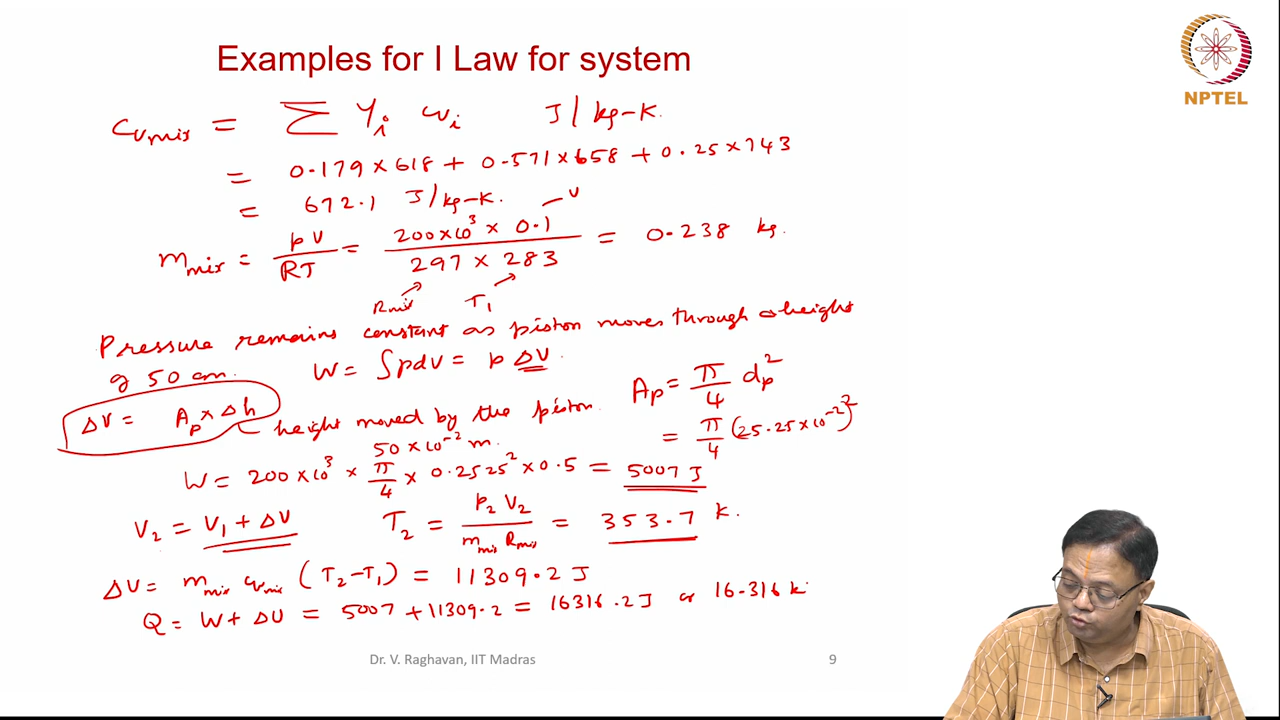 Examples for I Law for system
NPTEL
Cvmix = Σ Yi cvi J/kg-K.
= 0.179×618 + 0.571×658 + 0.25×743
= 672.1 J/kg-K.
mmix = pV/RT = 200×10³ × 0.1/297 × 283 = 0.238 kg.
V
Rmix T1
Pressure remains constant as piston moves through a height
of 50 cm. W = ∫pdV = p ΔV.
Ap = π/4 dp²
= π/4 (25.25×10⁻²)²
ΔV = Ap × Δh
height moved by the piston.
50×10⁻² m.
W = 200×10³ × π/4 × 0.2525² × 0.5 = 5007 J
V2 = V1 + ΔV T2 = p2 V2/mmix Rmix = 353.7 K.
ΔU = mmix cvmix (T2-T1) = 11309.2 J
Q = W + ΔU = 5007 + 11309.2 = 16316.2 J or 16.316 k
Dr. V. Raghavan, IIT Madras
9